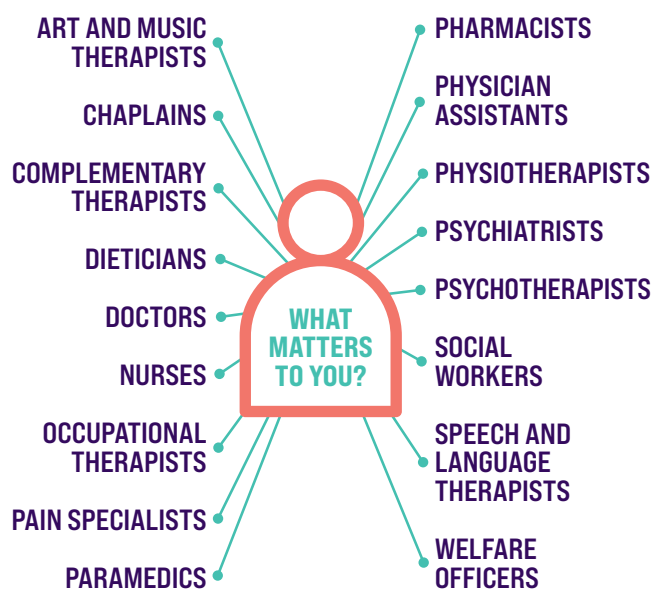 ART AND MUSIC
THERAPISTS
CHAPLAINS
COMPLEMENTARY
THERAPISTS
DIETICIANS
DOCTORS
NURSES
OCCUPATIONAL
THERAPISTS
PAIN SPECIALISTS
PARAMEDICS
WHAT
MATTERS
TO YOU?
PHARMACISTS
PHYSICIAN
ASSISTANTS
PHYSIOTHERAPISTS
PSYCHIATRISTS
PSYCHOTHERAPISTS
SOCIAL
WORKERS
SPEECH AND
LANGUAGE
THERAPISTS
WELFARE
OFFICERS